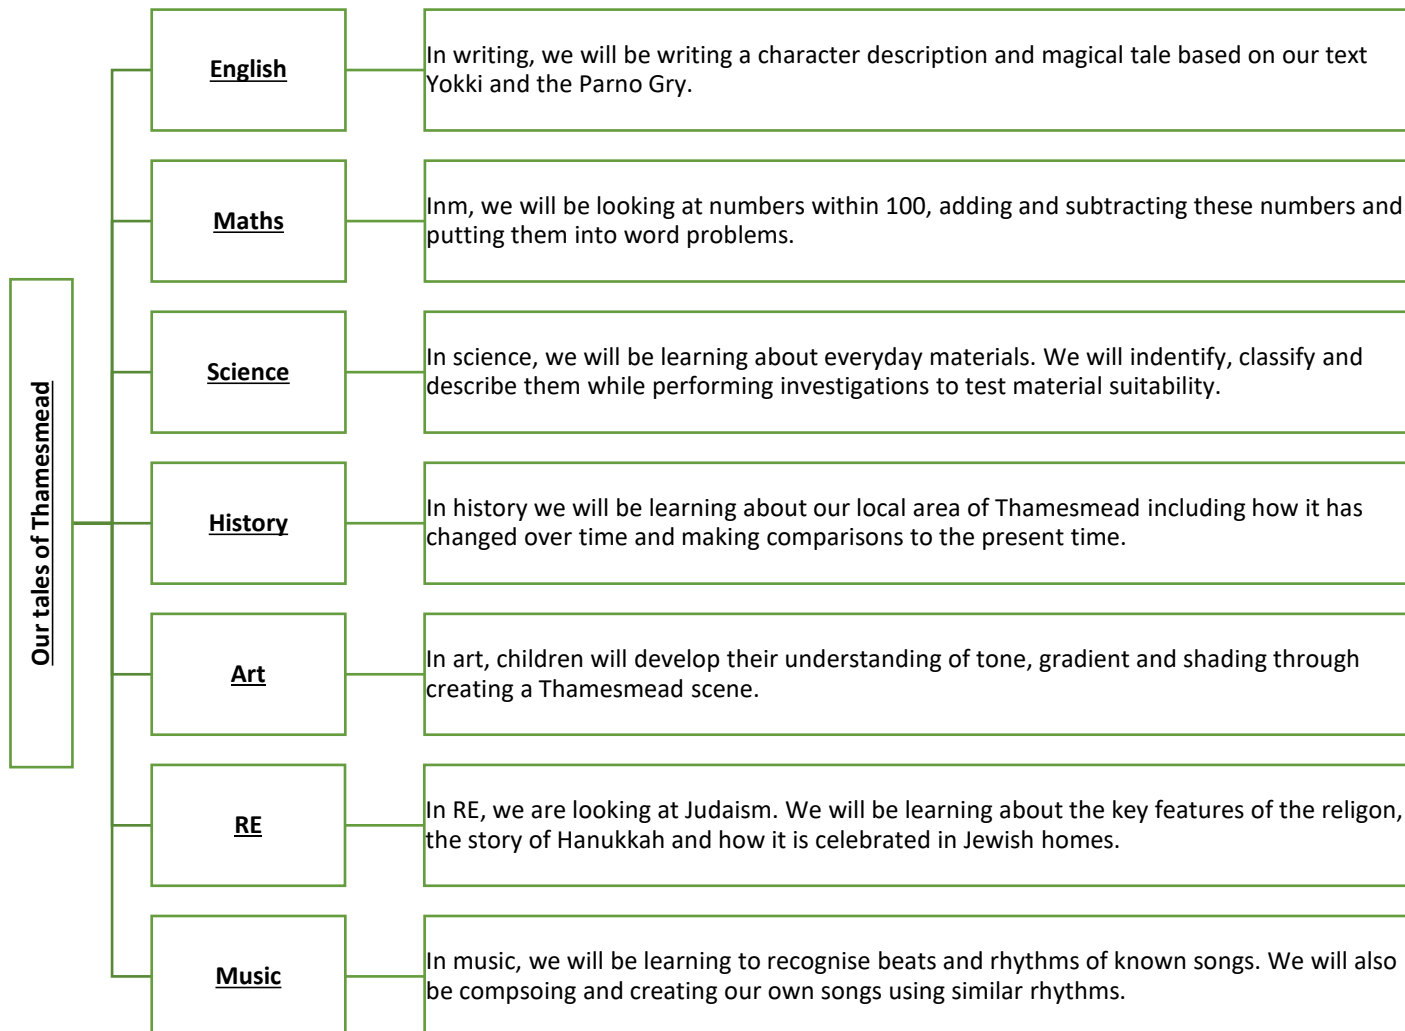 Our tales of Thamesmead
English
In writing, we will be writing a character description and magical tale based on our text
Yokki and the Parno Gry.
Maths
Inm, we will be looking at numbers within 100, adding and subtracting these numbers and
putting them into word problems.
Science
In science, we will be learning about everyday materials. We will indentify, classify and
describe them while performing investigations to test material suitability.
History
In history we will be learning about our local area of Thamesmead including how it has
changed over time and making comparisons to the present time.
Art
In art, children will develop their understanding of tone, gradient and shading through
creating a Thamesmead scene.
RE
In RE, we are looking at Judaism. We will be learning about the key features of the religon,
the story of Hanukkah and how it is celebrated in Jewish homes.
Music
In music, we will be learning to recognise beats and rhythms of known songs. We will also
be compsoing and creating our own songs using similar rhythms.